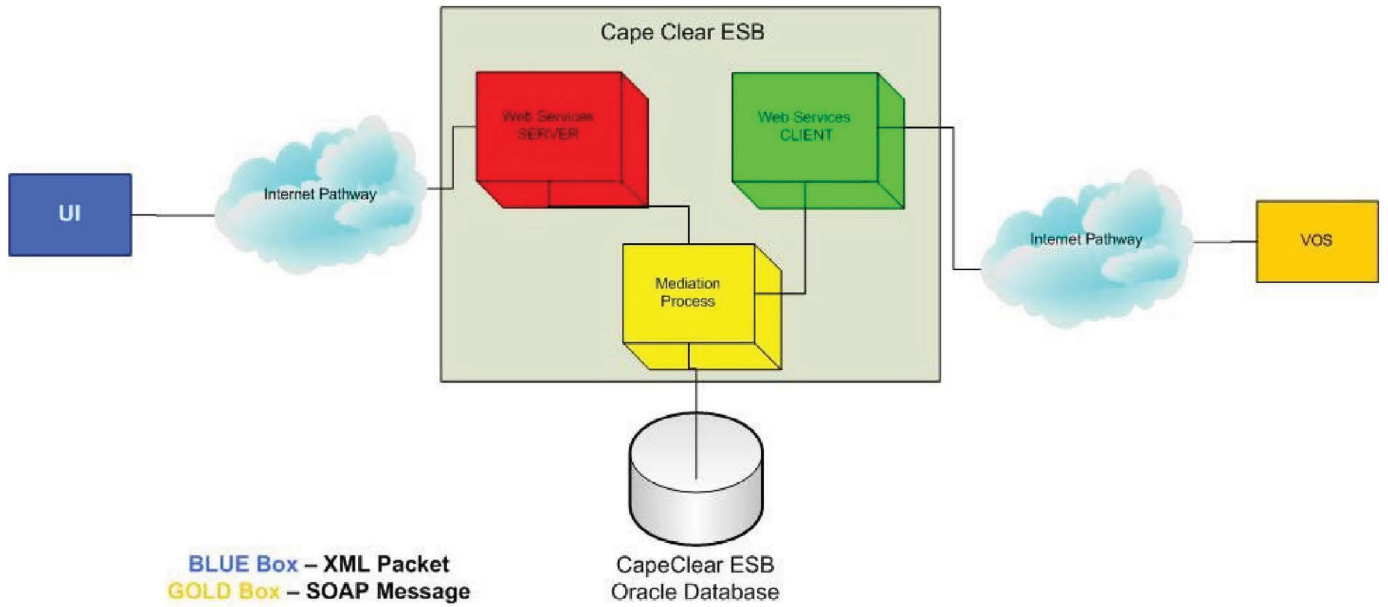 Cape Clear ESB
Web Services
SERVER
Web Services
CLIENT
Internet Pathway
UI
Internet Pathway
VOS
Mediation
Process
CapeClear ESB
Oracle Database
BLUE Box – XML Packet
GOLD Box – SOAP Message